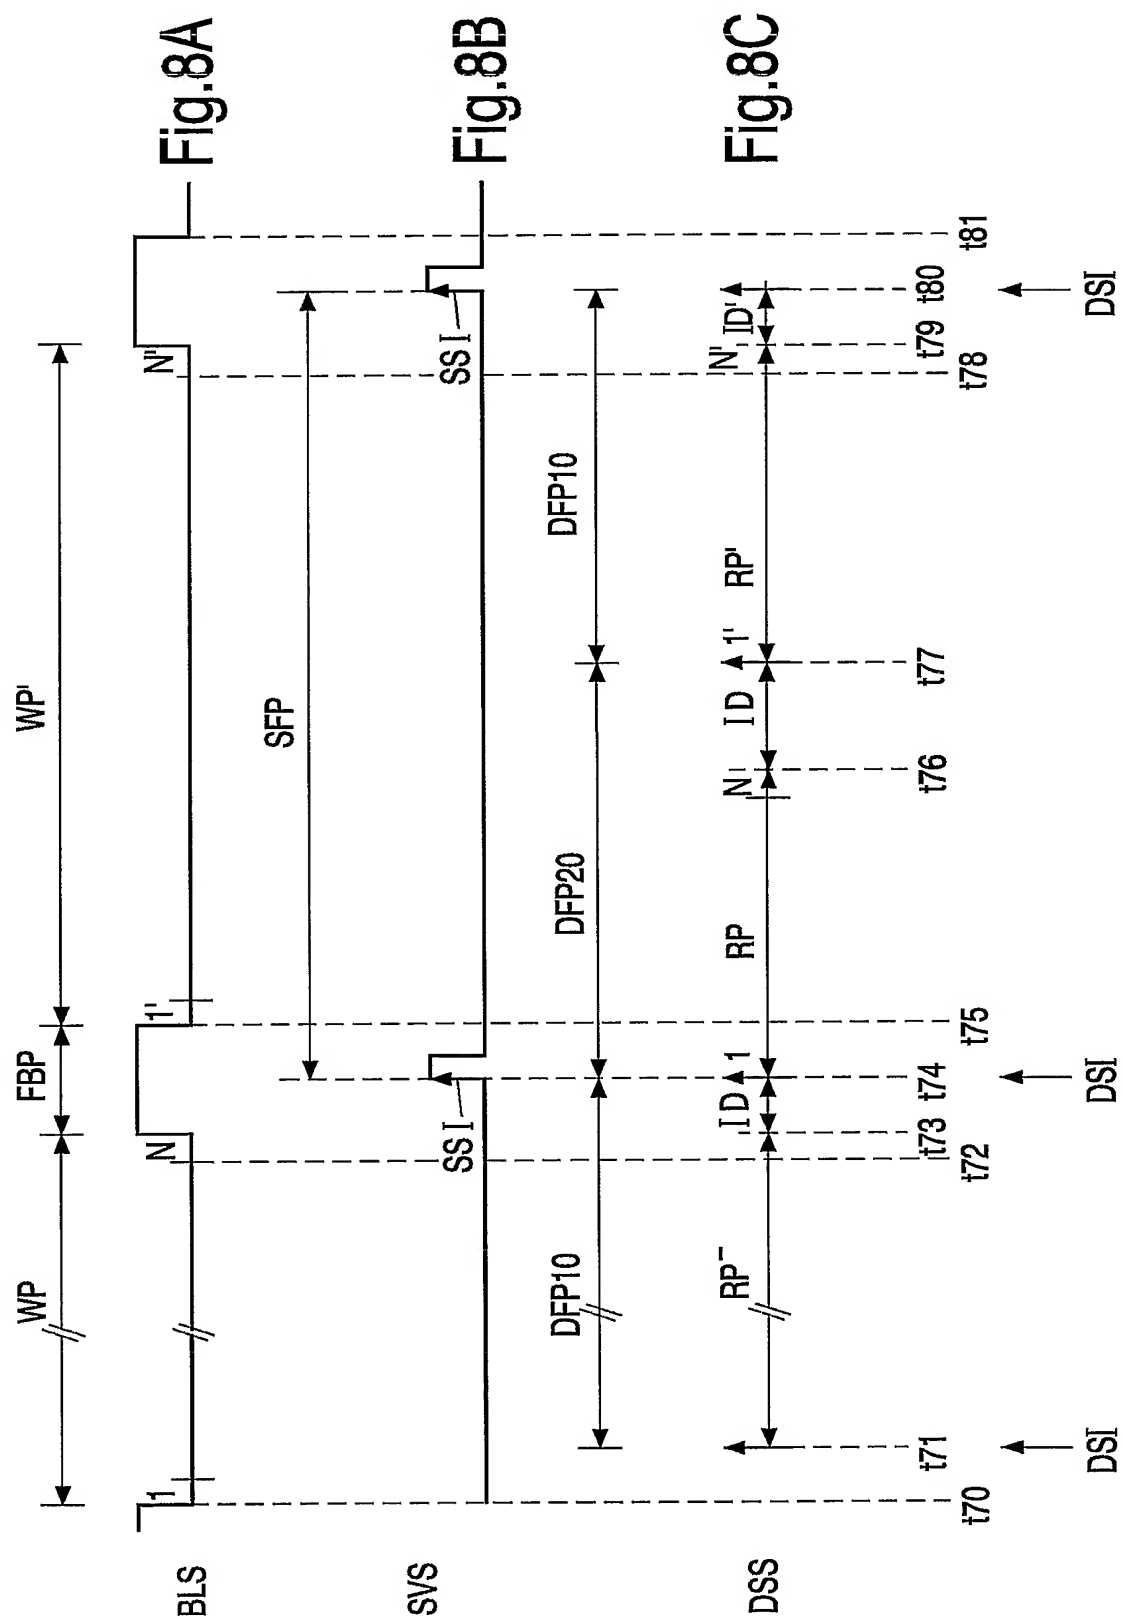 WP
FBP
WP'
BLS
1
N
1'
N'
Fig.8A
SFP
SVS
SSI
SSI
Fig.8B
DFP10
DFP20
DFP10
DSS
RP¯
ID
1
RP
N
ID
1'
RP'
N'
ID'
Fig.8C
t70
t71
t72
t73
t74
t75
t76
t77
t78
t79
t80
t81
DSI
DSI
DSI